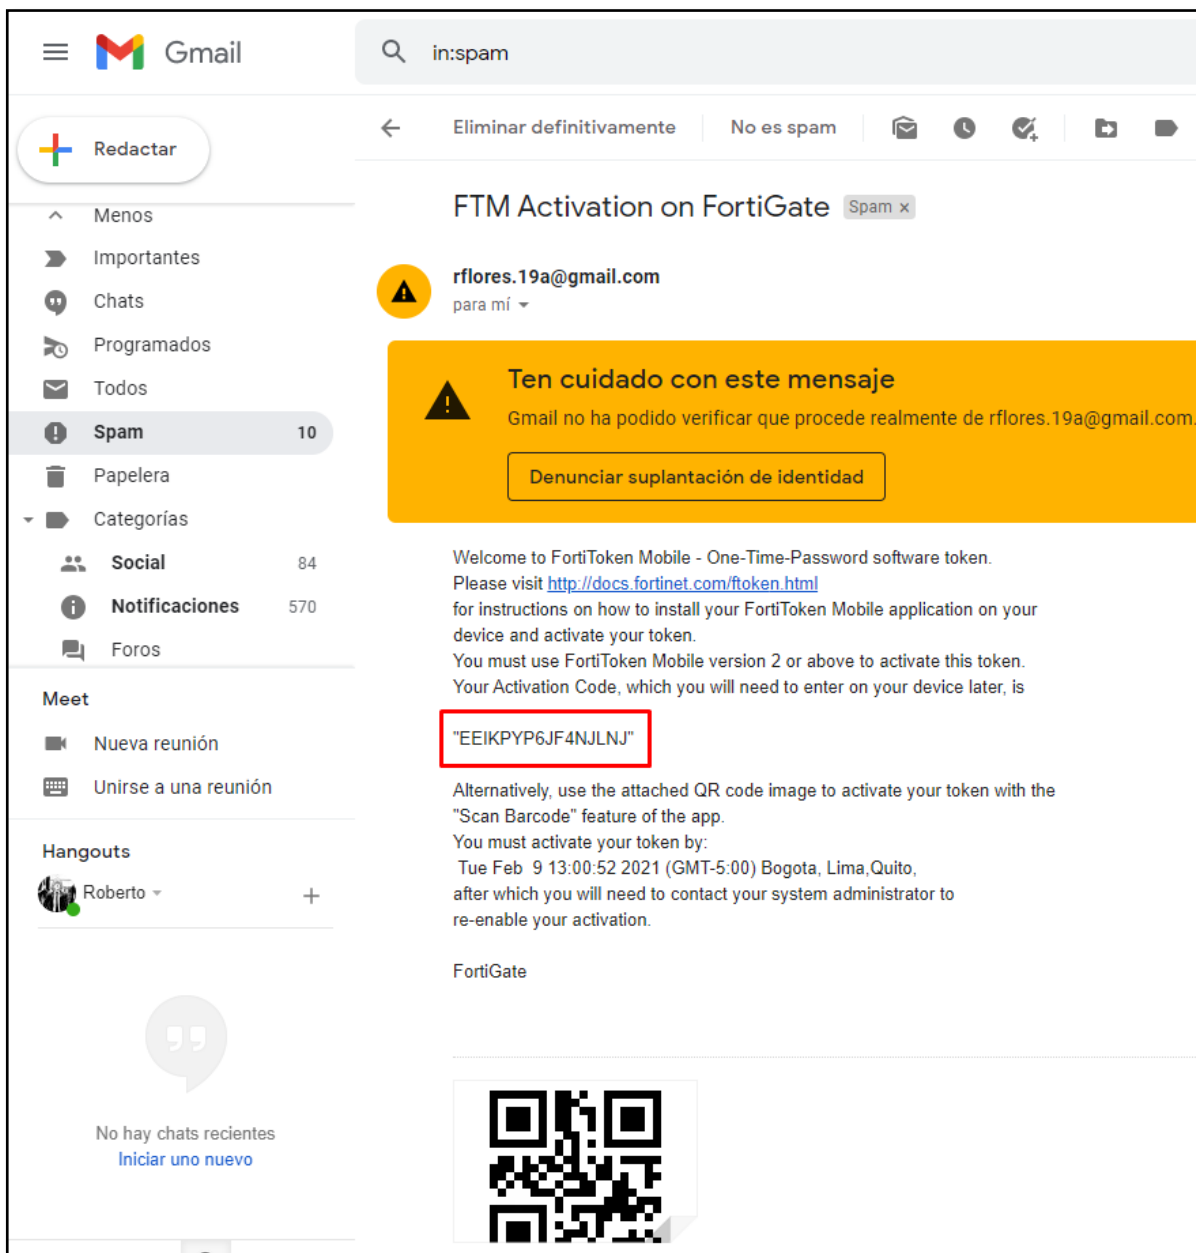 Gmail
in:spam
Redactar
Menos
Importantes
Chats
Programados
Todos
Spam 10
Papelera
Categorías
Social 84
Notificaciones 570
Foros
Meet
Nueva reunión
Unirse a una reunión
Hangouts
Roberto
No hay chats recientes
Iniciar uno nuevo
Eliminar definitivamente
No es spam
FTM Activation on FortiGate Spam x
rflores.19a@gmail.com
para mí
Ten cuidado con este mensaje
Gmail no ha podido verificar que procede realmente de rflores.19a@gmail.com.
Denunciar suplantación de identidad
Welcome to FortiToken Mobile - One-Time-Password software token.
Please visit http://docs.fortinet.com/ftoken.html
for instructions on how to install your FortiToken Mobile application on your
device and activate your token.
You must use FortiToken Mobile version 2 or above to activate this token.
Your Activation Code, which you will need to enter on your device later, is
"EEIKPYP6JF4NJLNJ"
Alternatively, use the attached QR code image to activate your token with the
"Scan Barcode" feature of the app.
You must activate your token by:
Tue Feb 9 13:00:52 2021 (GMT-5:00) Bogota, Lima,Quito,
after which you will need to contact your system administrator to
re-enable your activation.
FortiGate